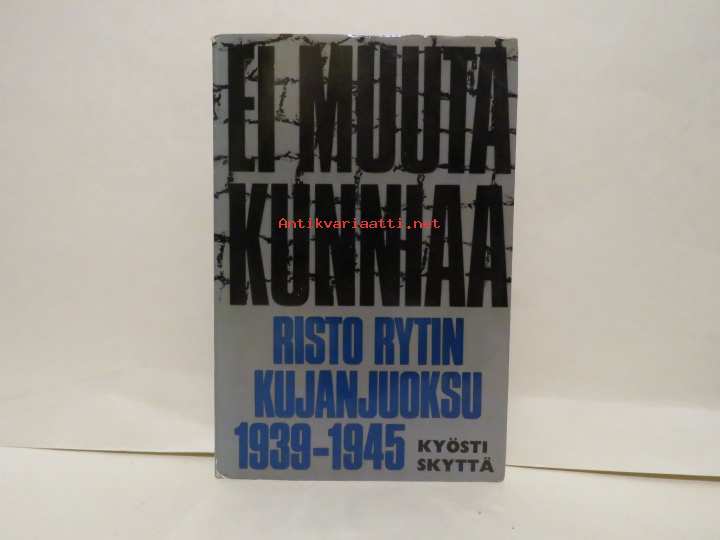 EI MUUTA
KUNNIAA
Antikvariaatti.net
RISTO RYTIN
KUJANJUOKSU
1939-1945
KYÖSTI
SKYTTÄ